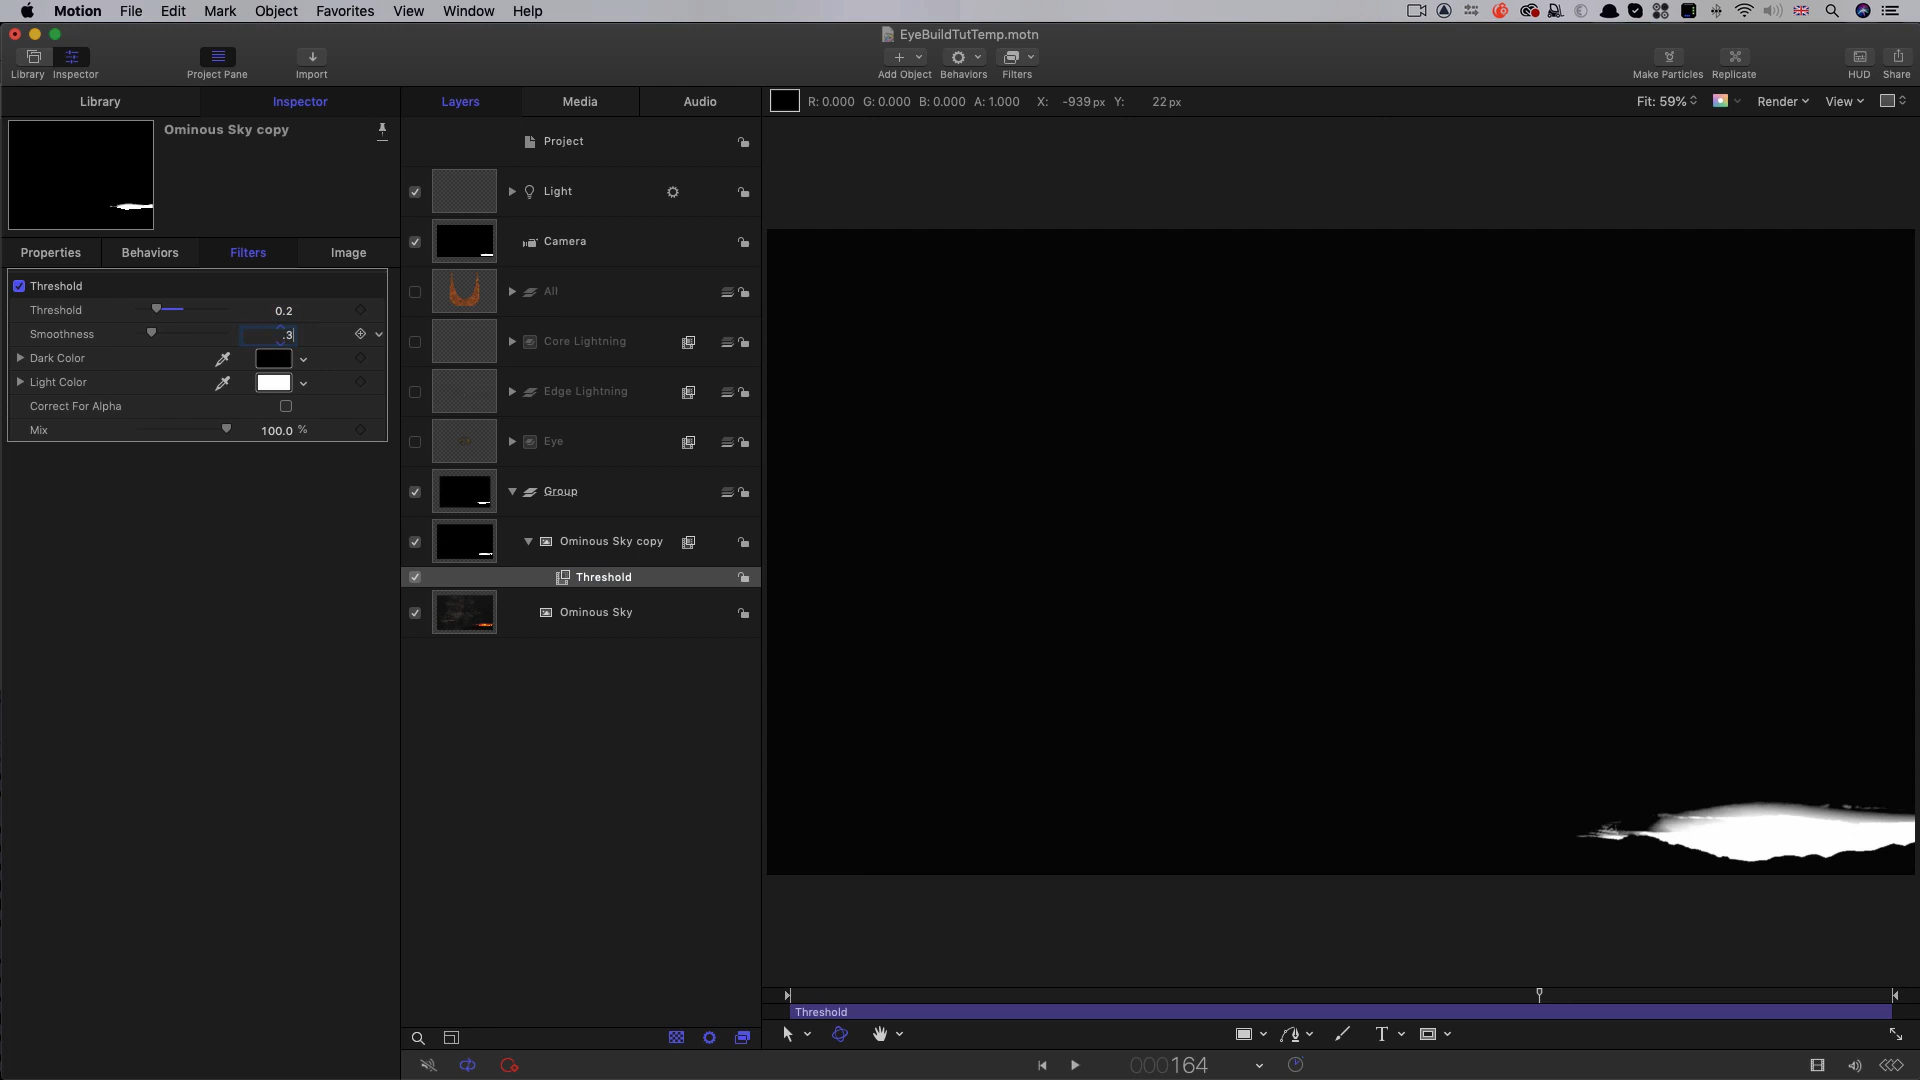 Motion File Edit Mark Object Favorites View Window Help
EyeBuildTutTemp.motn
Library Inspector Project Pane Import Add Object Behaviors Filters Make Particles Replicate HUD Share
Library Inspector Layers Media Audio R: 0.000 G: 0.000 B: 0.000 A: 1.000 X: -939 px Y: 22 px Fit: 59% Render View
Ominous Sky copy
Properties Behaviors Filters Image
Threshold
Threshold 0.2
Smoothness .3
Dark Color
Light Color
Correct For Alpha
Mix 100.0 %
Project
Light
Camera
All
Core Lightning
Edge Lightning
Eye
Group
Ominous Sky copy
Threshold
Ominous Sky
Threshold
T
000164